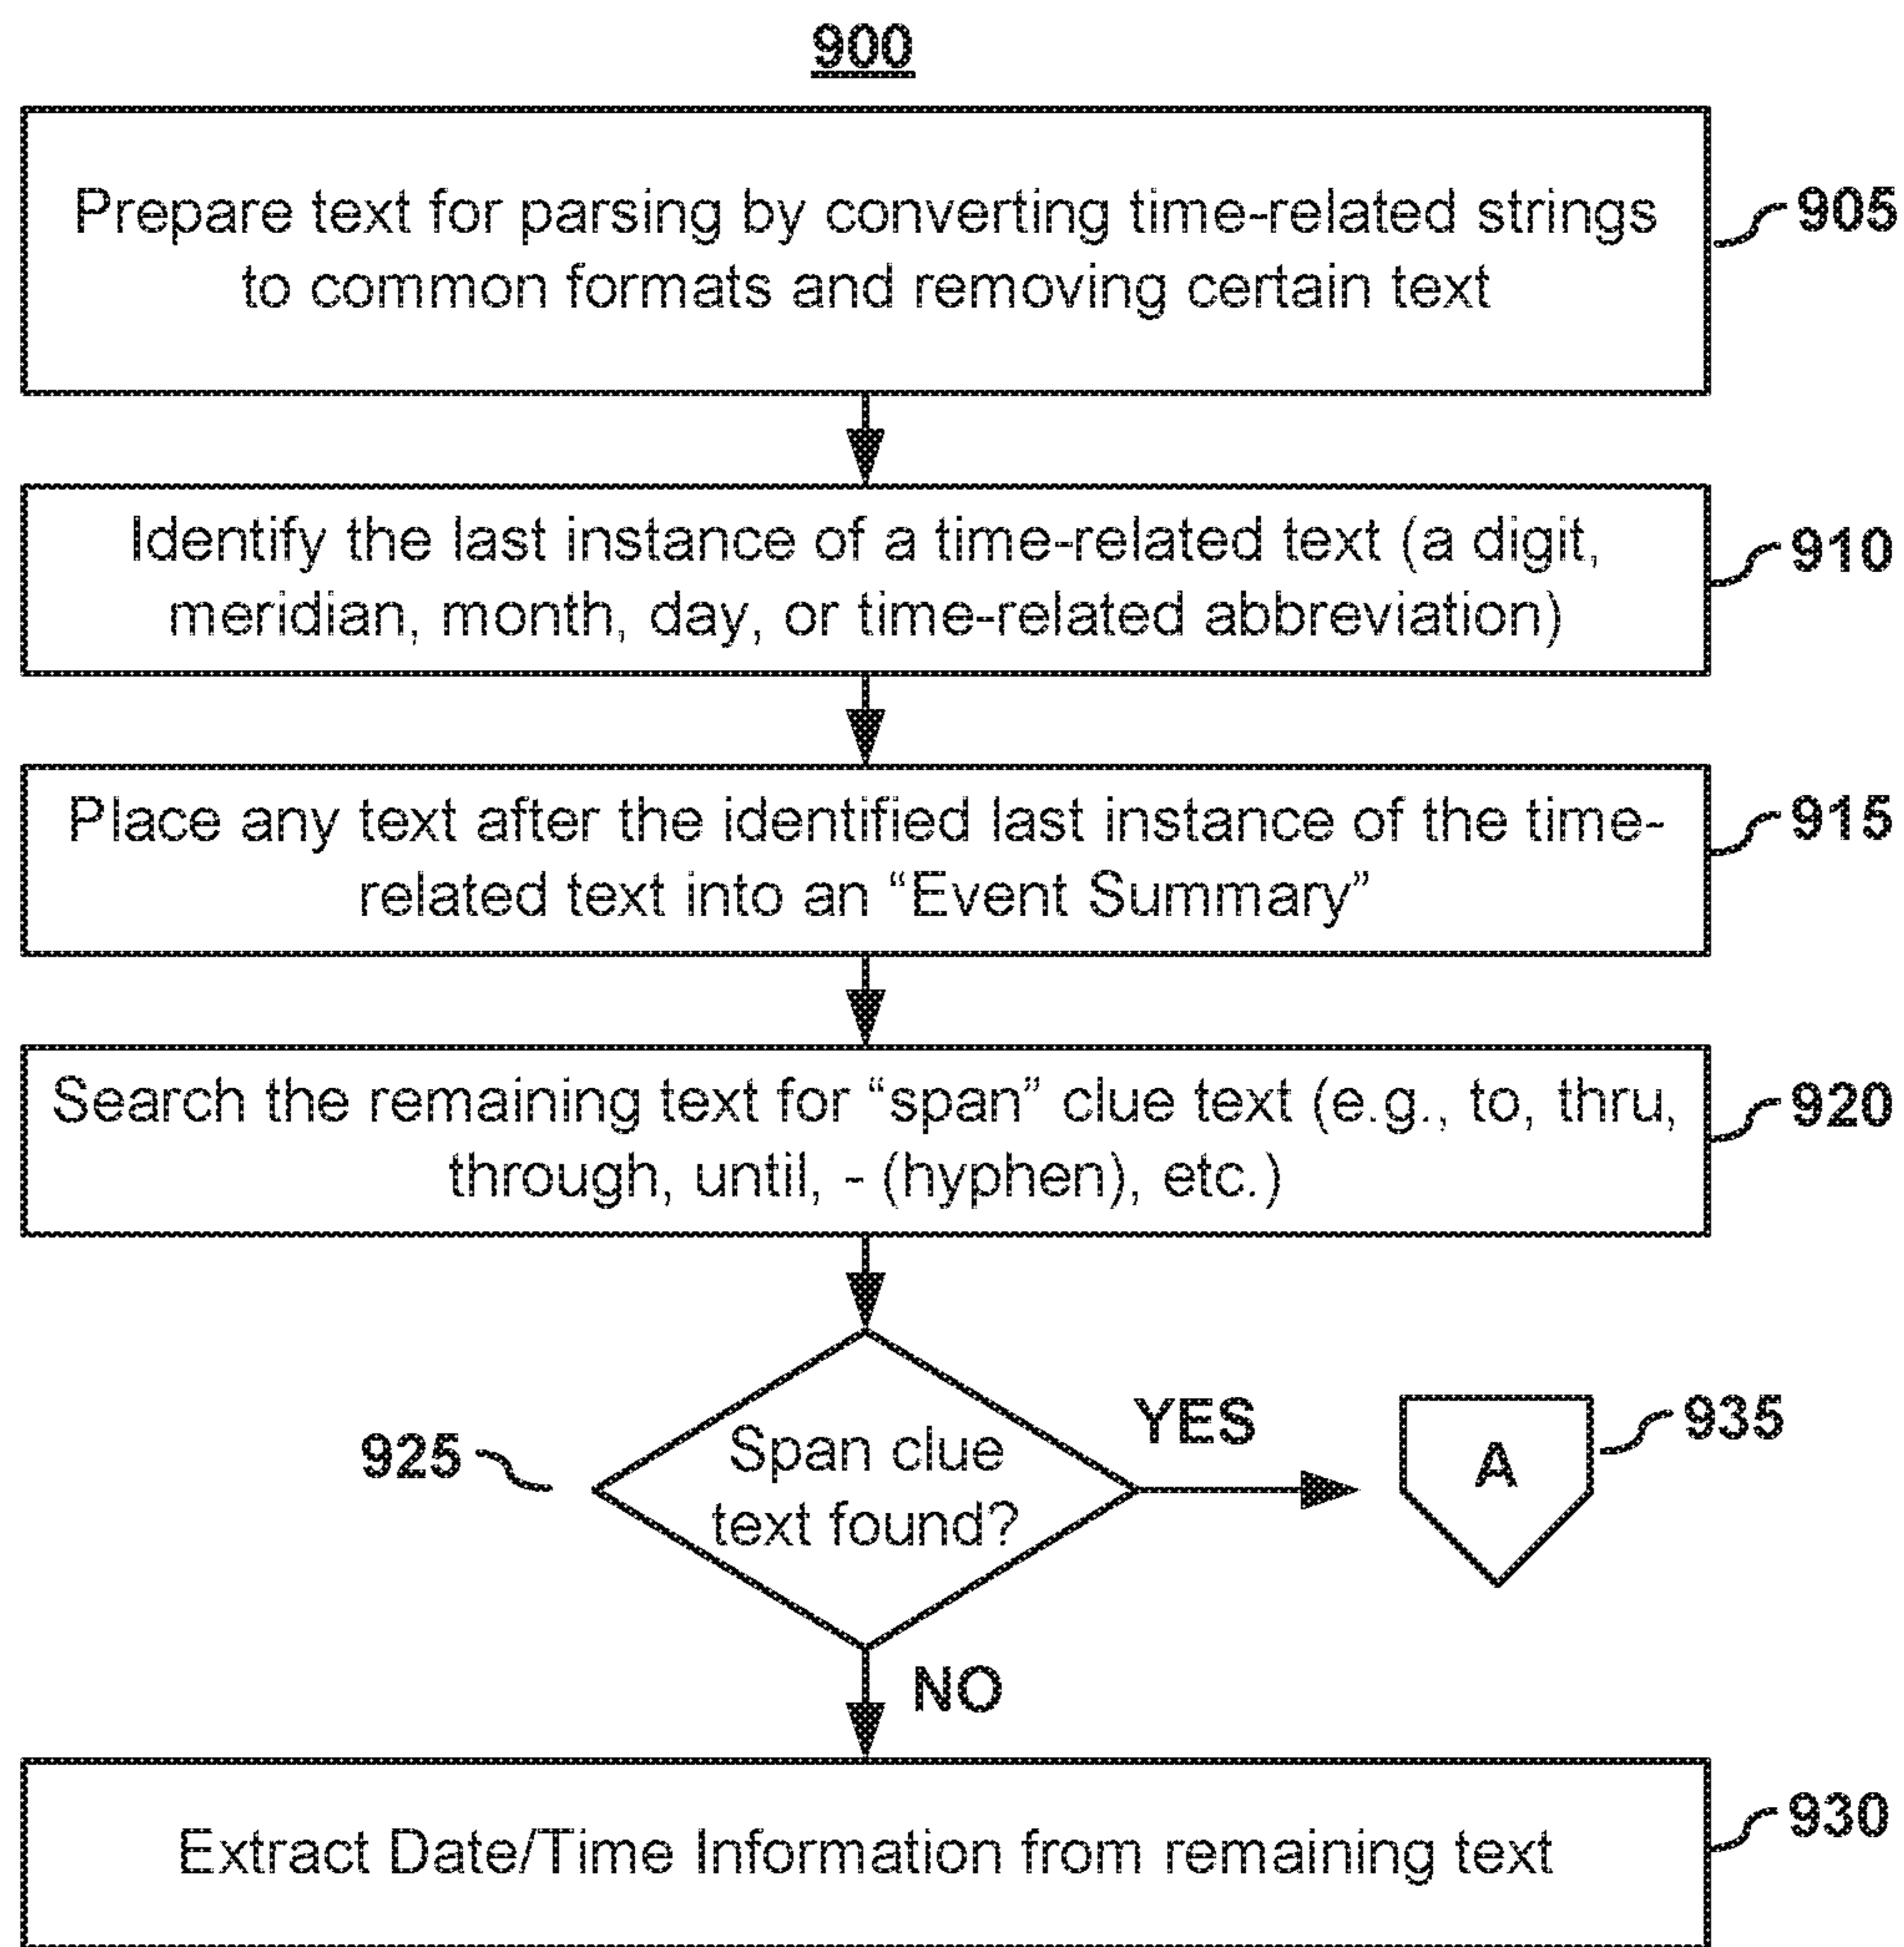 900
Prepare text for parsing by converting time-related strings
to common formats and removing certain text
905
Identify the last instance of a time-related text (a digit,
meridian, month, day, or time-related abbreviation)
910
Place any text after the identified last instance of the time-
related text into an “Event Summary”
915
Search the remaining text for “span” clue text (e.g., to, thru,
through, until, - (hyphen), etc.)
920
925
Span clue
text found?
YES
A
935
NO
Extract Date/Time Information from remaining text
930